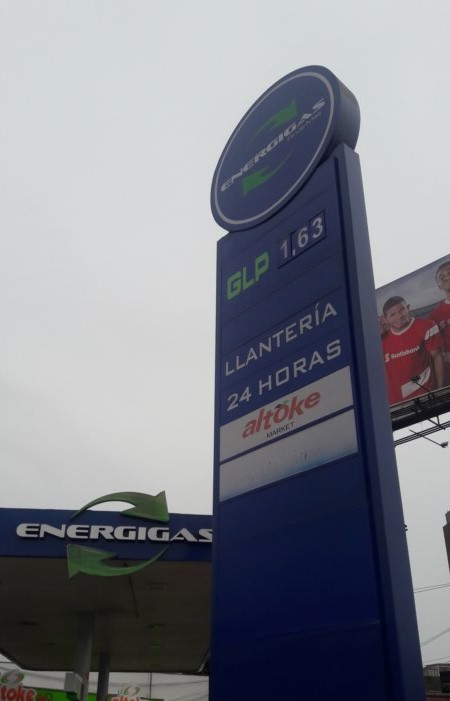 ENERGIGAS
GLP 1,63
LLANTERÍA
24 HORAS
altoke
MARKET
Scotiabank
ENERGIGAS